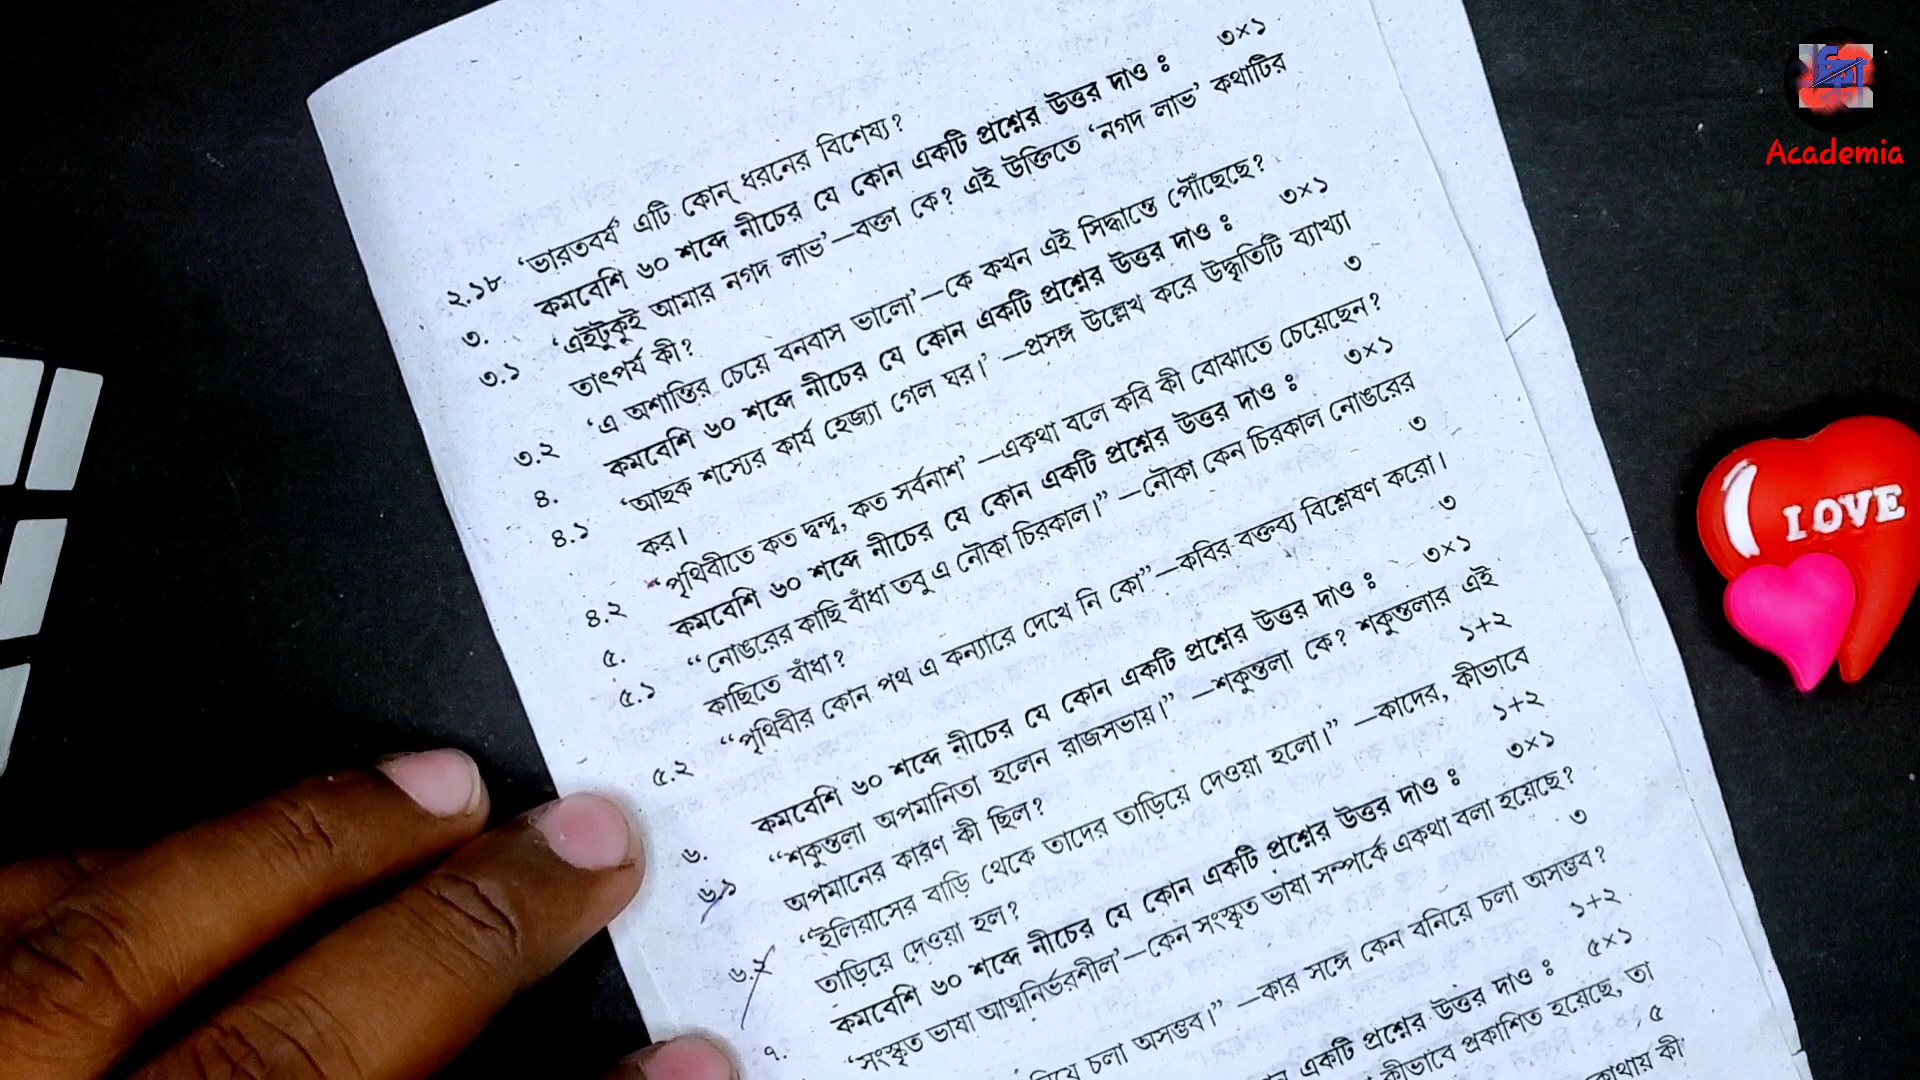 ২.১৮ ‘ভারতবর্ষ’ এটি কোন্ ধরনের বিশেষ্য?
৩. কমবেশি ৬০ শব্দে নীচের যে কোন একটি প্রশ্নের উত্তর দাও ঃ ৩×১
৩.১ ‘এইটুকুই আমার নগদ লাভ’—বক্তা কে? এই উক্তিতে ‘নগদ লাভ’ কথাটির
তাৎপর্য কী?
৩.২ ‘এ অশান্তির চেয়ে বনবাস ভালো’—কে কখন এই সিদ্ধান্তে পৌঁছেছে?
৪. কমবেশি ৬০ শব্দে নীচের যে কোন একটি প্রশ্নের উত্তর দাও ঃ ৩×১
৪.১ ‘আছক শস্যের কার্য হেজ্যা গেল ঘর।’ —প্রসঙ্গ উল্লেখ করে উদ্ধৃতিটি ব্যাখ্যা
কর। ৩
৪.২ “পৃথিবীতে কত দ্বন্দ্ব, কত সর্বনাশ’ —একথা বলে কবি কী বোঝাতে চেয়েছেন?
৫. কমবেশি ৬০ শব্দে নীচের যে কোন একটি প্রশ্নের উত্তর দাও ঃ ৩×১
৫.১ “নোঙরের কাছি বাঁধা তবু এ নৌকা চিরকাল।” —নৌকা কেন চিরকাল নোঙরের
কাছিতে বাঁধা? ৩
৫.২ “পৃথিবীর কোন পথ এ কন্যারে দেখে নি কো”—কবির বক্তব্য বিশ্লেষণ করো।
৩
৬. কমবেশি ৬০ শব্দে নীচের যে কোন একটি প্রশ্নের উত্তর দাও ঃ ৩×১
৬.১ “শকুন্তলা অপমানিতা হলেন রাজসভায়।” —শকুন্তলা কে? শকুন্তলার এই
অপমানের কারণ কী ছিল? ১+২
৬.২ “ইলিয়াসের বাড়ি থেকে তাদের তাড়িয়ে দেওয়া হলো।” —কাদের, কীভাবে
তাড়িয়ে দেওয়া হল? ১+২
৭. কমবেশি ৬০ শব্দে নীচের যে কোন একটি প্রশ্নের উত্তর দাও ঃ ৩×১
‘সংস্কৃত ভাষা আত্মনির্ভরশীল’—কেন সংস্কৃত ভাষা সম্পর্কে একথা বলা হয়েছে?
৩
চলা অসম্ভব।” —কার সঙ্গে কেন বনিয়ে চলা অসম্ভব?
১+২
একটি প্রশ্নের উত্তর দাও ঃ ৫×১
কীভাবে প্রকাশিত হয়েছে, তা
৫
কোথায় কী
Academia
I LOVE